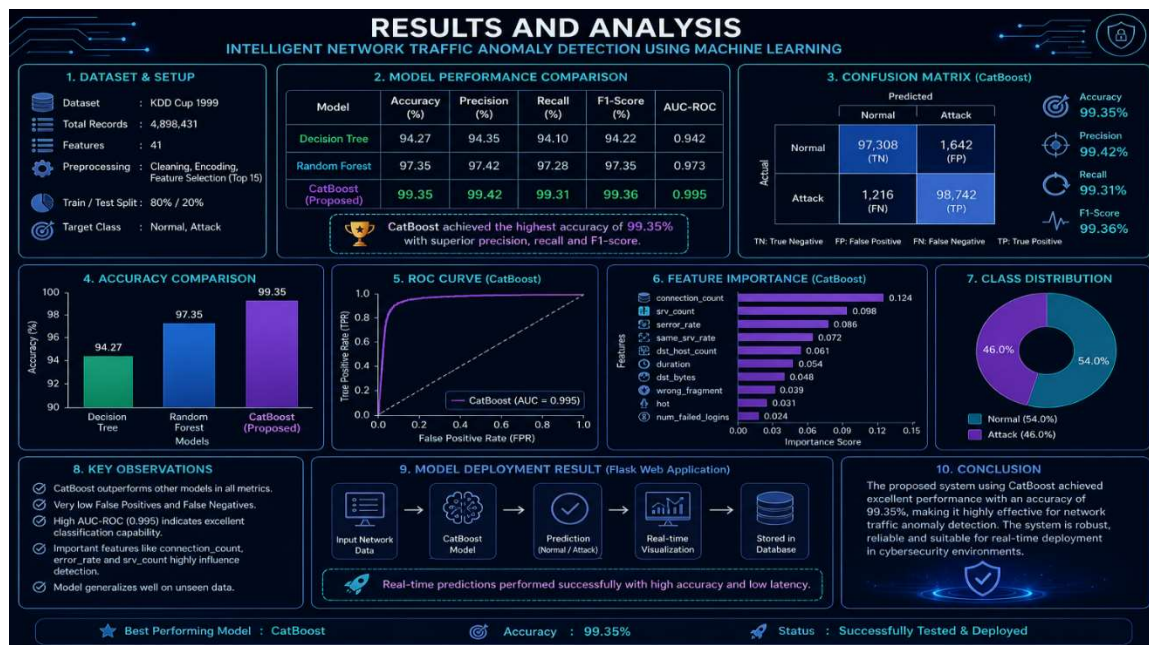 RESULTS AND ANALYSIS
INTELLIGENT NETWORK TRAFFIC ANOMALY DETECTION USING MACHINE LEARNING
1. DATASET & SETUP
Dataset : KDD Cup 1999
Total Records : 4,898,431
Features : 41
Preprocessing : Cleaning, Encoding,
Feature Selection (Top 15)
Train / Test Split : 80% / 20%
Target Class : Normal, Attack
2. MODEL PERFORMANCE COMPARISON
Model Accuracy (%) Precision (%) Recall (%) F1-Score (%) AUC-ROC
Decision Tree 94.27 94.35 94.10 94.22 0.942
Random Forest 97.35 97.42 97.28 97.35 0.973
CatBoost (Proposed) 99.35 99.42 99.31 99.36 0.995
CatBoost achieved the highest accuracy of 99.35%
with superior precision, recall and F1-score.
3. CONFUSION MATRIX (CatBoost)
Predicted
Normal Attack
Actual
Normal 97,308 (TN) 1,642 (FP)
Attack 1,216 (FN) 98,742 (TP)
TN: True Negative FP: False Positive FN: False Negative TP: True Positive
Accuracy
99.35%
Precision
99.42%
Recall
99.31%
F1-Score
99.36%
4. ACCURACY COMPARISON
Accuracy (%)
100
98
96
94
92
90
94.27
97.35
99.35
Decision Tree
Random Forest
CatBoost (Proposed)
Models
5. ROC CURVE (CatBoost)
True Positive Rate (TPR)
1.0
0.8
0.6
0.4
0.2
0.0
CatBoost (AUC = 0.995)
0.0 0.2 0.4 0.6 0.8 1.0
False Positive Rate (FPR)
6. FEATURE IMPORTANCE (CatBoost)
Features
connection_count 0.124
srv_count 0.098
serror_rate 0.086
same_srv_rate 0.072
dst_host_count 0.061
duration 0.054
dst_bytes 0.048
wrong_fragment 0.039
hot 0.031
num_failed_logins 0.024
0.00 0.03 0.06 0.09 0.12 0.15
Importance Score
7. CLASS DISTRIBUTION
46.0%
54.0%
Normal (54.0%)
Attack (46.0%)
8. KEY OBSERVATIONS
CatBoost outperforms other models in all metrics.
Very low False Positives and False Negatives.
High AUC-ROC (0.995) indicates excellent
classification capability.
Important features like connection_count,
error_rate and srv_count highly influence
detection.
Model generalizes well on unseen data.
9. MODEL DEPLOYMENT RESULT (Flask Web Application)
Input Network
Data
CatBoost
Model
Prediction
(Normal / Attack)
Real-time
Visualization
Stored in
Database
Real-time predictions performed successfully with high accuracy and low latency.
10. CONCLUSION
The proposed system using CatBoost achieved
excellent performance with an accuracy of
99.35%, making it highly effective for network
traffic anomaly detection. The system is robust,
reliable and suitable for real-time deployment
in cybersecurity environments.
Best Performing Model : CatBoost
Accuracy : 99.35%
Status : Successfully Tested & Deployed